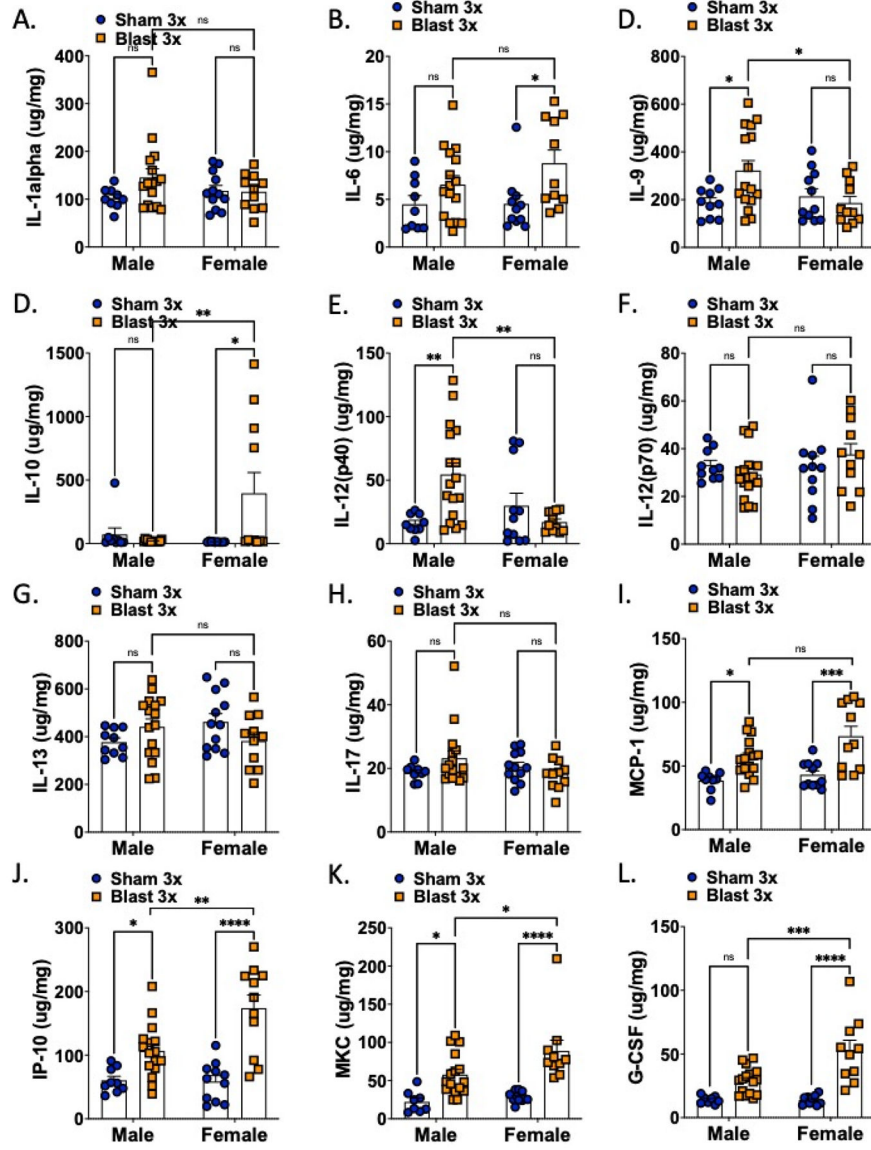 A.
Sham 3x
Blast 3x
ns
ns
ns
400
300
200
100
0
IL-1alpha (ug/mg)
Male
Female
B.
Sham 3x
Blast 3x
ns
ns
*
20
15
10
5
0
IL-6 (ug/mg)
Male
Female
D.
Sham 3x
Blast 3x
*
*
ns
800
600
400
200
0
IL-9 (ug/mg)
Male
Female
D.
Sham 3x
Blast 3x
**
ns
*
1500
1000
500
0
IL-10 (ug/mg)
Male
Female
E.
Sham 3x
Blast 3x
**
**
ns
150
100
50
0
IL-12(p40) (ug/mg)
Male
Female
F.
Sham 3x
Blast 3x
ns
ns
ns
80
60
40
20
0
IL-12(p70) (ug/mg)
Male
Female
G.
Sham 3x
Blast 3x
ns
ns
ns
800
600
400
200
0
IL-13 (ug/mg)
Male
Female
H.
Sham 3x
Blast 3x
ns
ns
ns
60
40
20
0
IL-17 (ug/mg)
Male
Female
I.
Sham 3x
Blast 3x
ns
*
***
150
100
50
0
MCP-1 (ug/mg)
Male
Female
J.
Sham 3x
Blast 3x
**
*
****
300
200
100
0
IP-10 (ug/mg)
Male
Female
K.
Sham 3x
Blast 3x
*
*
****
250
200
150
100
50
0
MKC (ug/mg)
Male
Female
L.
Sham 3x
Blast 3x
***
ns
****
150
100
50
0
G-CSF (ug/mg)
Male
Female